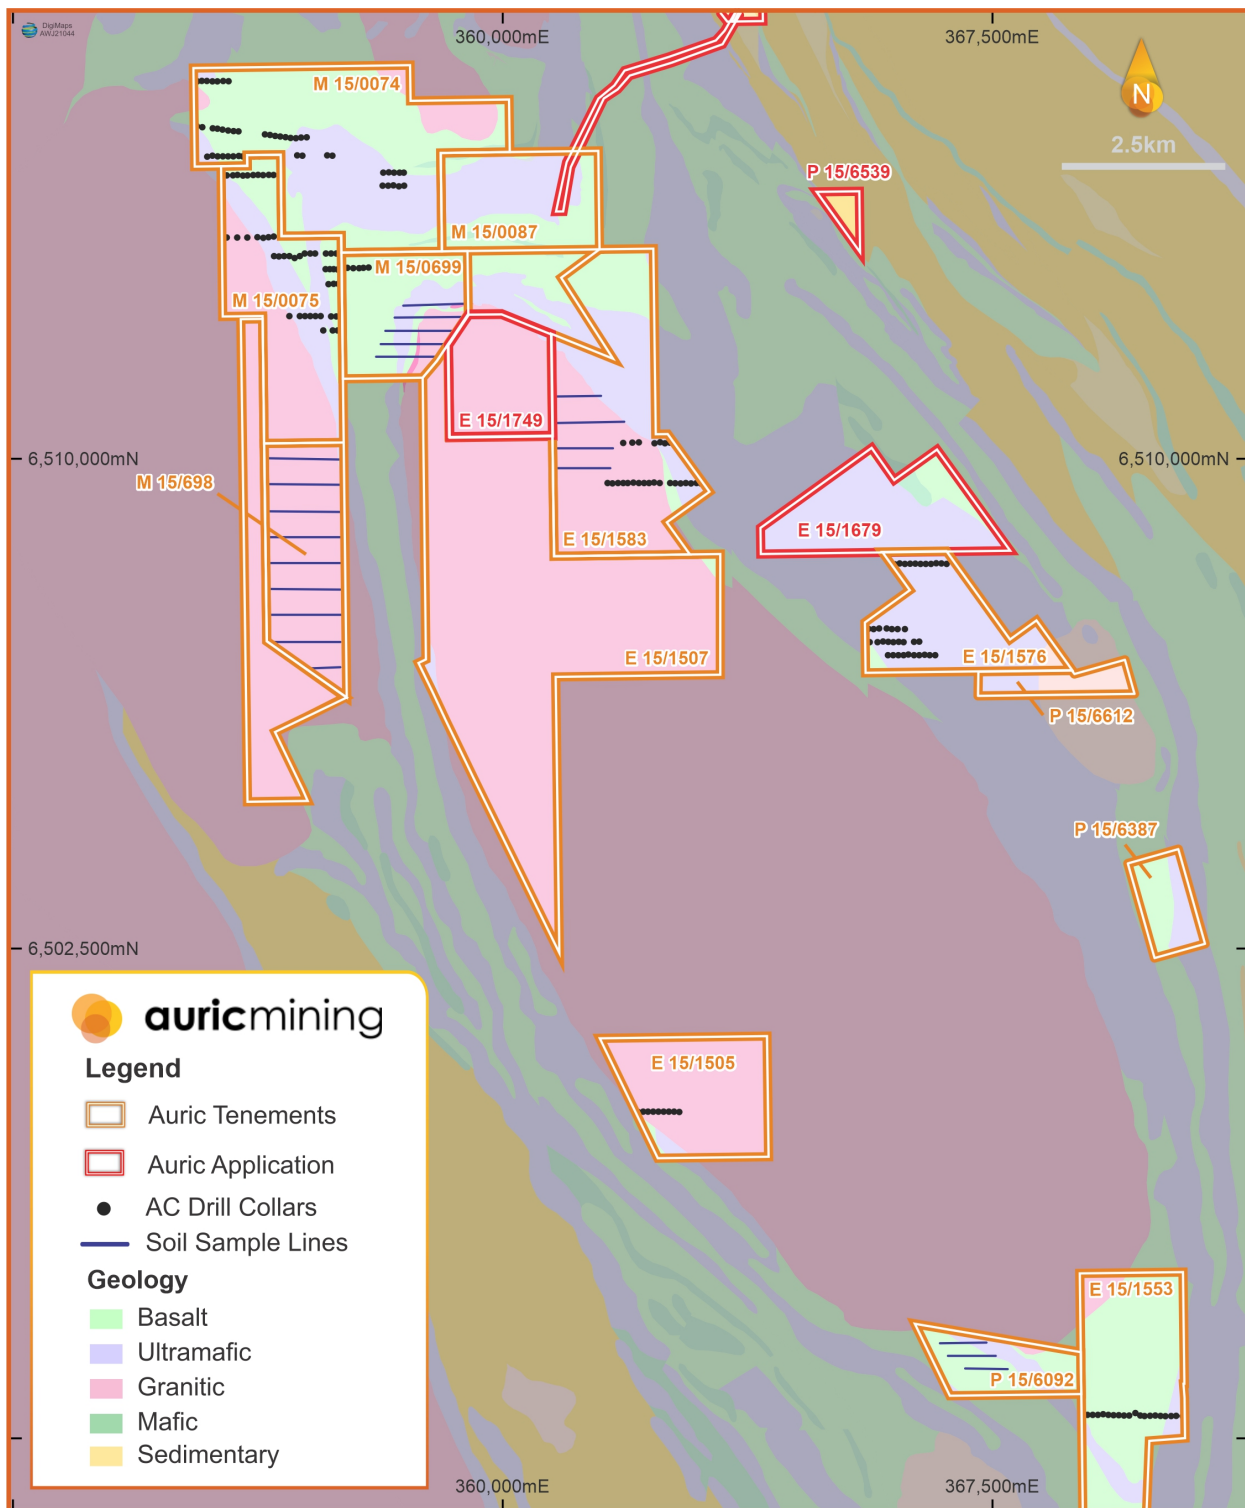 DigiMaps
AWJ21044
360,000mE
367,500mE
N
2.5km
M 15/0074
P 15/6539
M 15/0087
M 15/0699
M 15/0075
E 15/1749
6,510,000mN
6,510,000mN
M 15/698
E 15/1679
E 15/1583
E 15/1507
E 15/1576
P 15/6612
P 15/6387
6,502,500mN
auricmining
Legend
Auric Tenements
Auric Application
AC Drill Collars
Soil Sample Lines
Geology
Basalt
Ultramafic
Granitic
Mafic
Sedimentary
E 15/1505
E 15/1553
P 15/6092
360,000mE
367,500mE